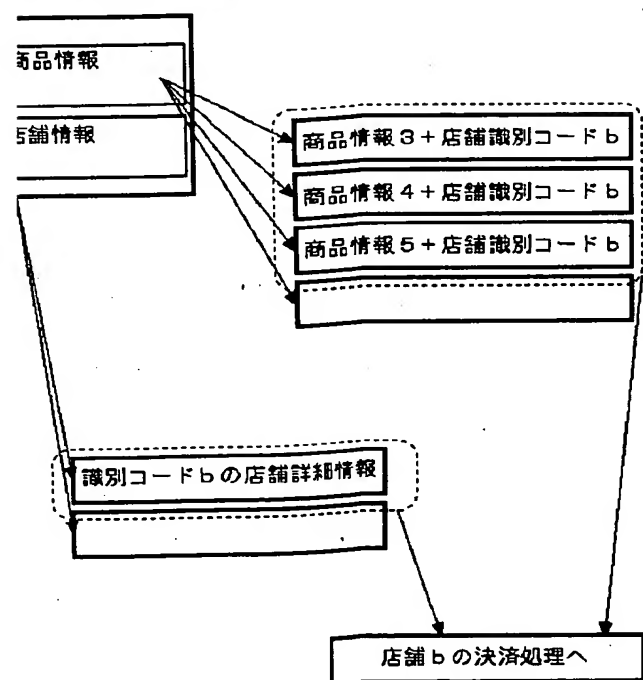 商品情報
店舗情報
商品情報3+店舗識別コードb
商品情報4+店舗識別コードb
商品情報5+店舗識別コードb
識別コードbの店舗詳細情報
店舗bの決済処理へ